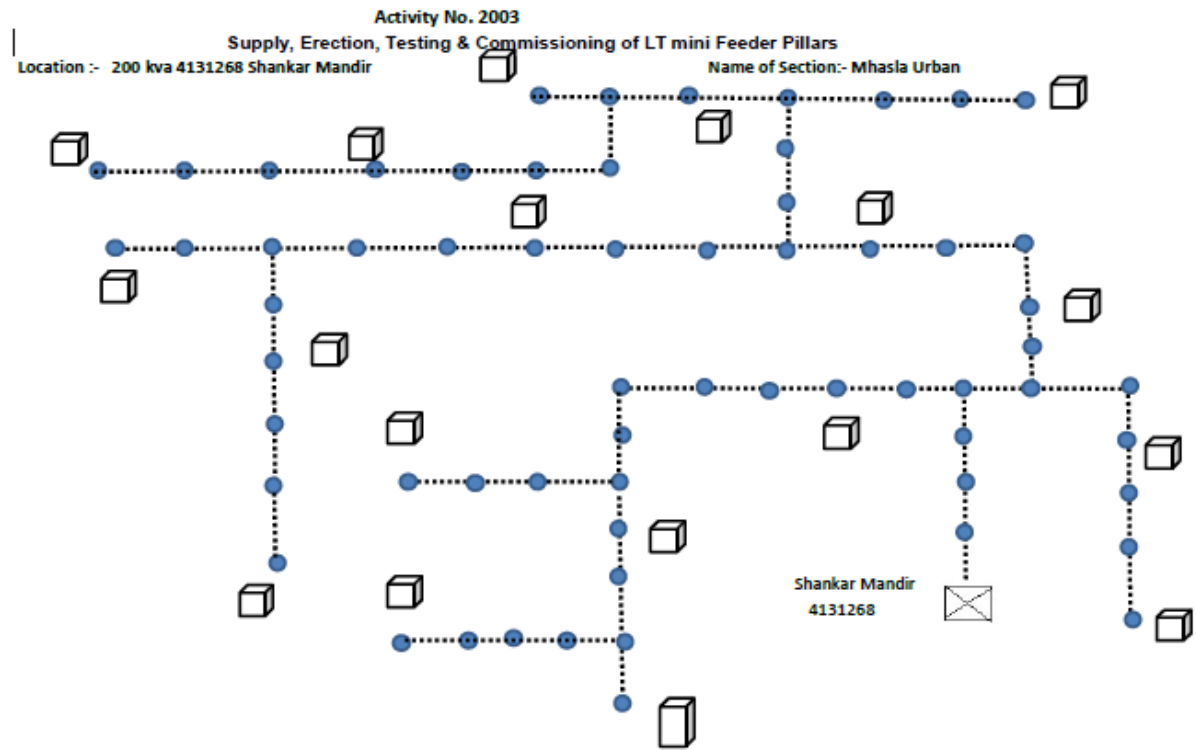 Activity No. 2003
Supply, Erection, Testing & Commissioning of LT mini Feeder Pillars
Location :- 200 kva 4131268 Shankar Mandir Name of Section:- Mhasla Urban
Shankar Mandir
4131268